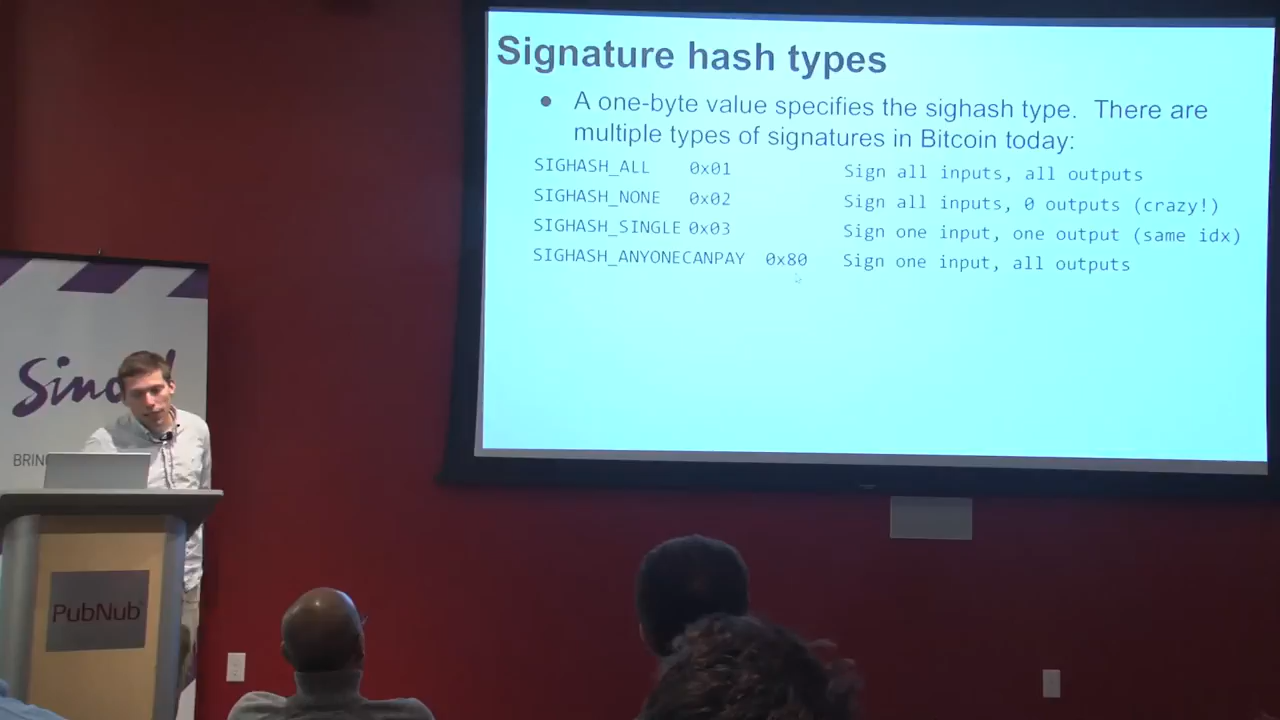 Signature hash types
● A one-byte value specifies the sighash type. There are
multiple types of signatures in Bitcoin today:
SIGHASH_ALL 0x01 Sign all inputs, all outputs
SIGHASH_NONE 0x02 Sign all inputs, 0 outputs (crazy!)
SIGHASH_SINGLE 0x03 Sign one input, one output (same idx)
SIGHASH_ANYONECANPAY 0x80 Sign one input, all outputs
PubNub